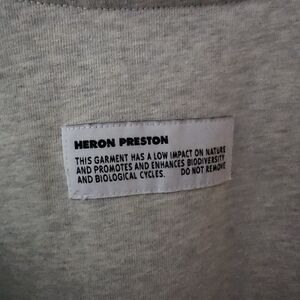 HERON PRESTON
THIS GARMENT HAS A LOW IMPACT ON NATURE
AND PROMOTES AND ENHANCES BIODIVERSITY
AND BIOLOGICAL CYCLES. DO NOT REMOVE